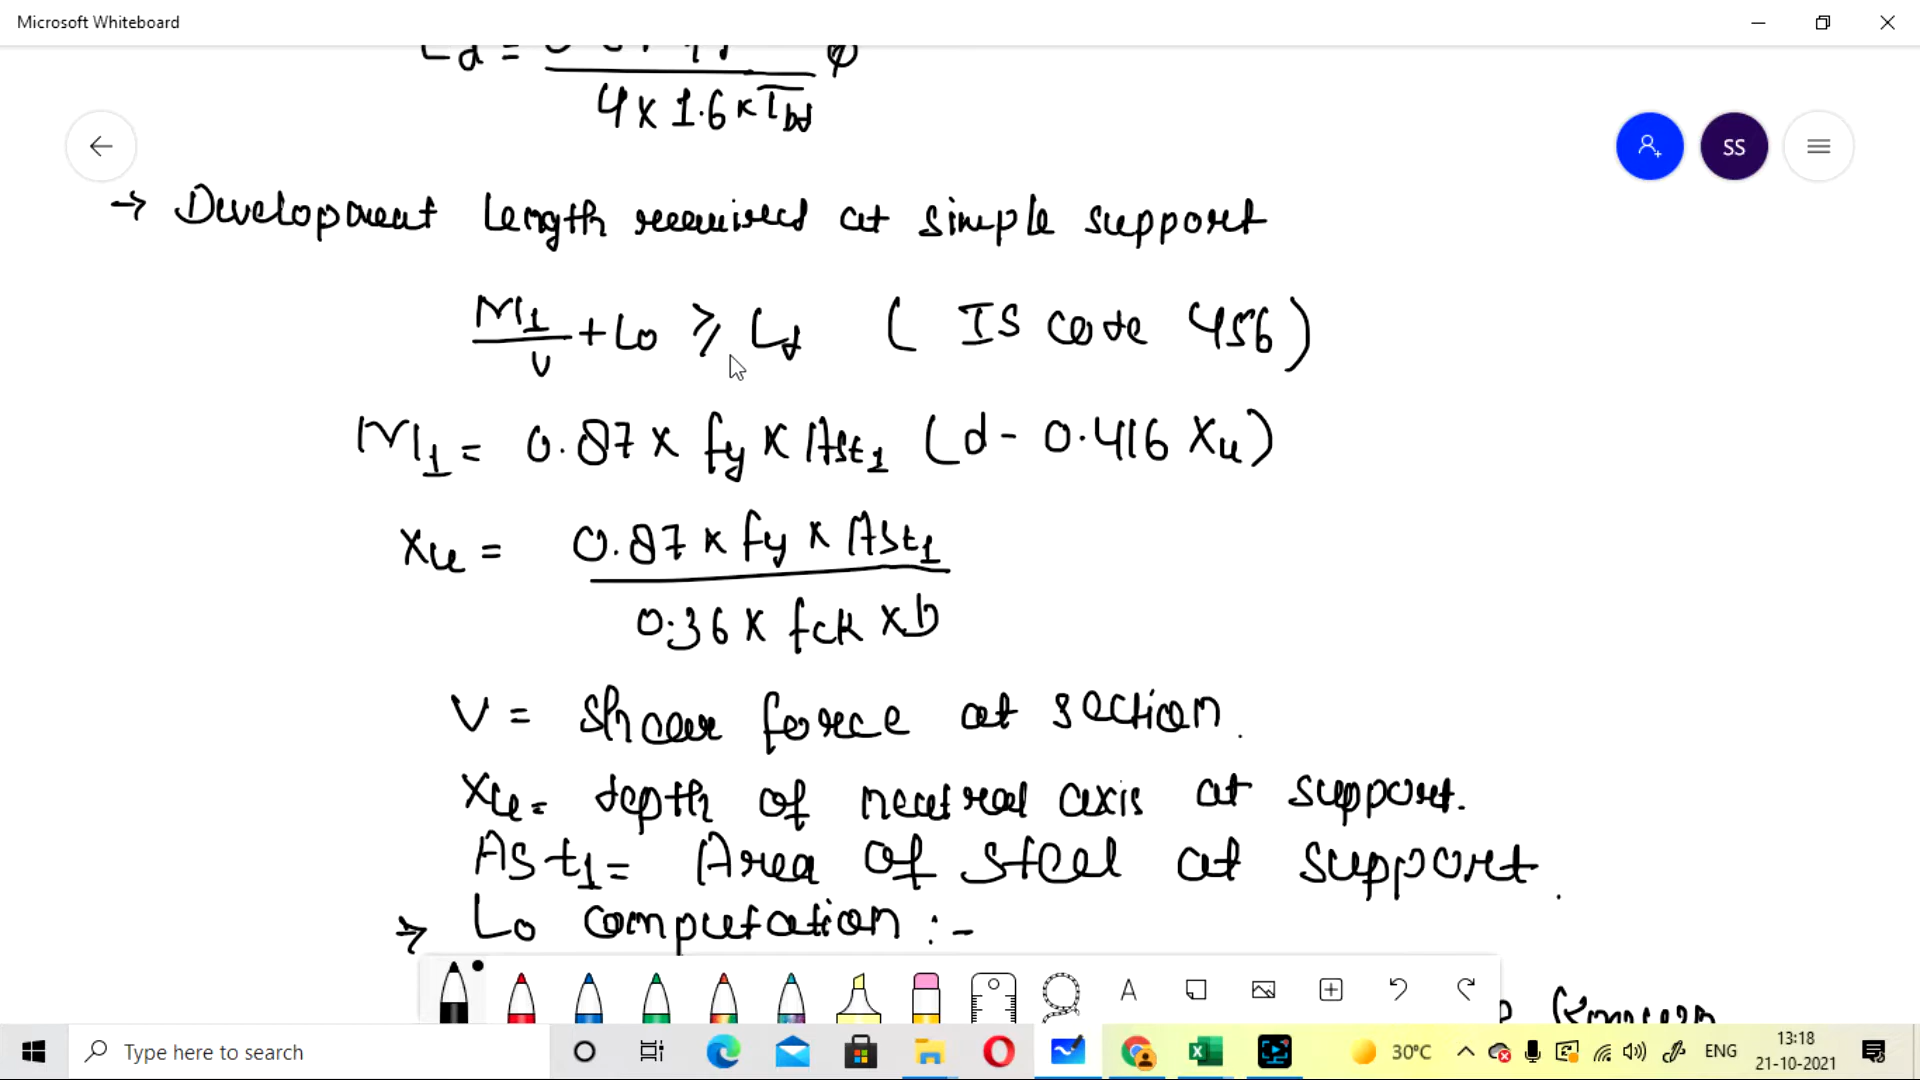 Microsoft Whiteboard
Ld = ϕ
4 x 1.6 x τbd
SS
→ Development length required at simple support
M1/V + Lo ⩾ Ld ( IS code 456)
M1 = 0.87 x fy x Ast1 (d - 0.416 Xu)
Xu = 0.87 x fy x Ast1
0.36 x fck x b
V = Shear force at section.
Xu = depth of neutral axis at support.
Ast1 = Area of steel at support.
→ Lo computation :-
A
Type here to search
30°C
ENG
13:18
21-10-2021